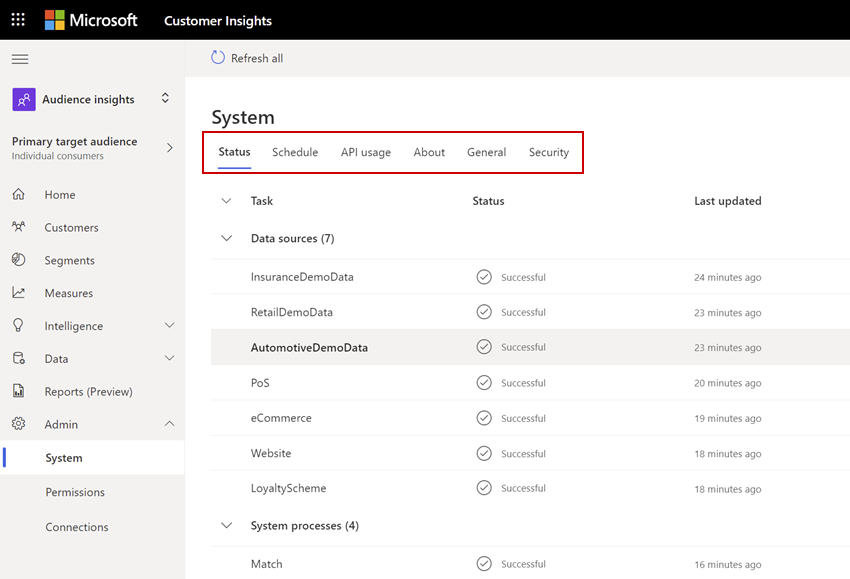 Microsoft Customer Insights
Refresh all
Audience insights
Primary target audience
Individual consumers
Home
Customers
Segments
Measures
Intelligence
Data
Reports (Preview)
Admin
System
Permissions
Connections
System
Status Schedule API usage About General Security
Task Status Last updated
Data sources (7)
InsuranceDemoData Successful 24 minutes ago
RetailDemoData Successful 23 minutes ago
AutomotiveDemoData Successful 23 minutes ago
PoS Successful 20 minutes ago
eCommerce Successful 19 minutes ago
Website Successful 18 minutes ago
LoyaltyScheme Successful 18 minutes ago
System processes (4)
Match Successful 16 minutes ago